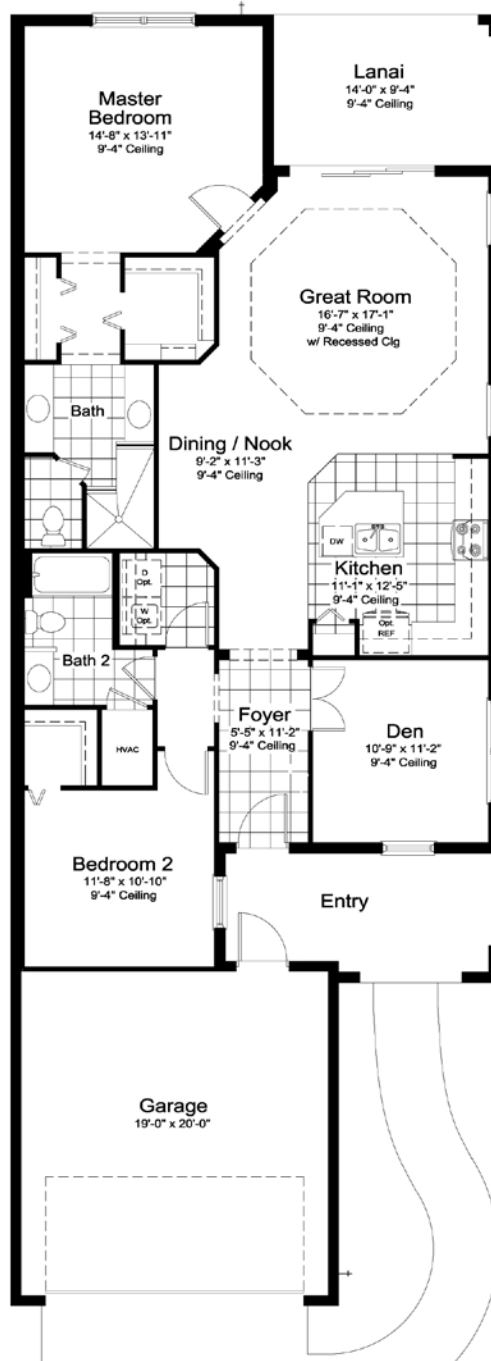 Master
Bedroom
14'-8" x 13'-11"
9'-4" Ceiling
Lanai
14'-0" x 9'-4"
9'-4" Ceiling
Great Room
16'-7" x 17'-1"
9'-4" Ceiling
w/ Recessed Clg
Bath
Dining / Nook
9'-2" x 11'-3"
9'-4" Ceiling
DW
Kitchen
11'-1" x 12'-5"
9'-4" Ceiling
Opt.
REF
D
Opt.
W
Opt.
Bath 2
HVAC
Foyer
5'-5" x 11'-2"
9'-4" Ceiling
Den
10'-9" x 11'-2"
9'-4" Ceiling
Bedroom 2
11'-8" x 10'-10"
9'-4" Ceiling
Entry
Garage
19'-0" x 20'-0"